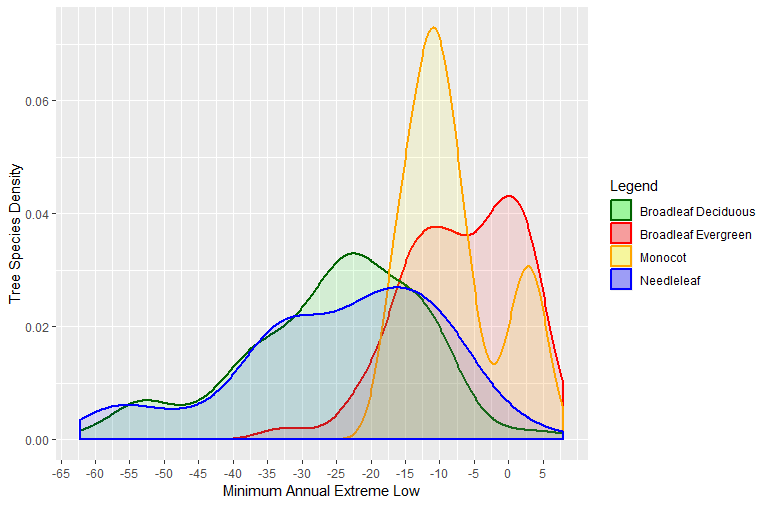 Tree Species Density
0.06
0.04
0.02
0.00
-65 -60 -55 -50 -45 -40 -35 -30 -25 -20 -15 -10 -5 0 5
Minimum Annual Extreme Low
Legend
Broadleaf Deciduous
Broadleaf Evergreen
Monocot
Needleleaf